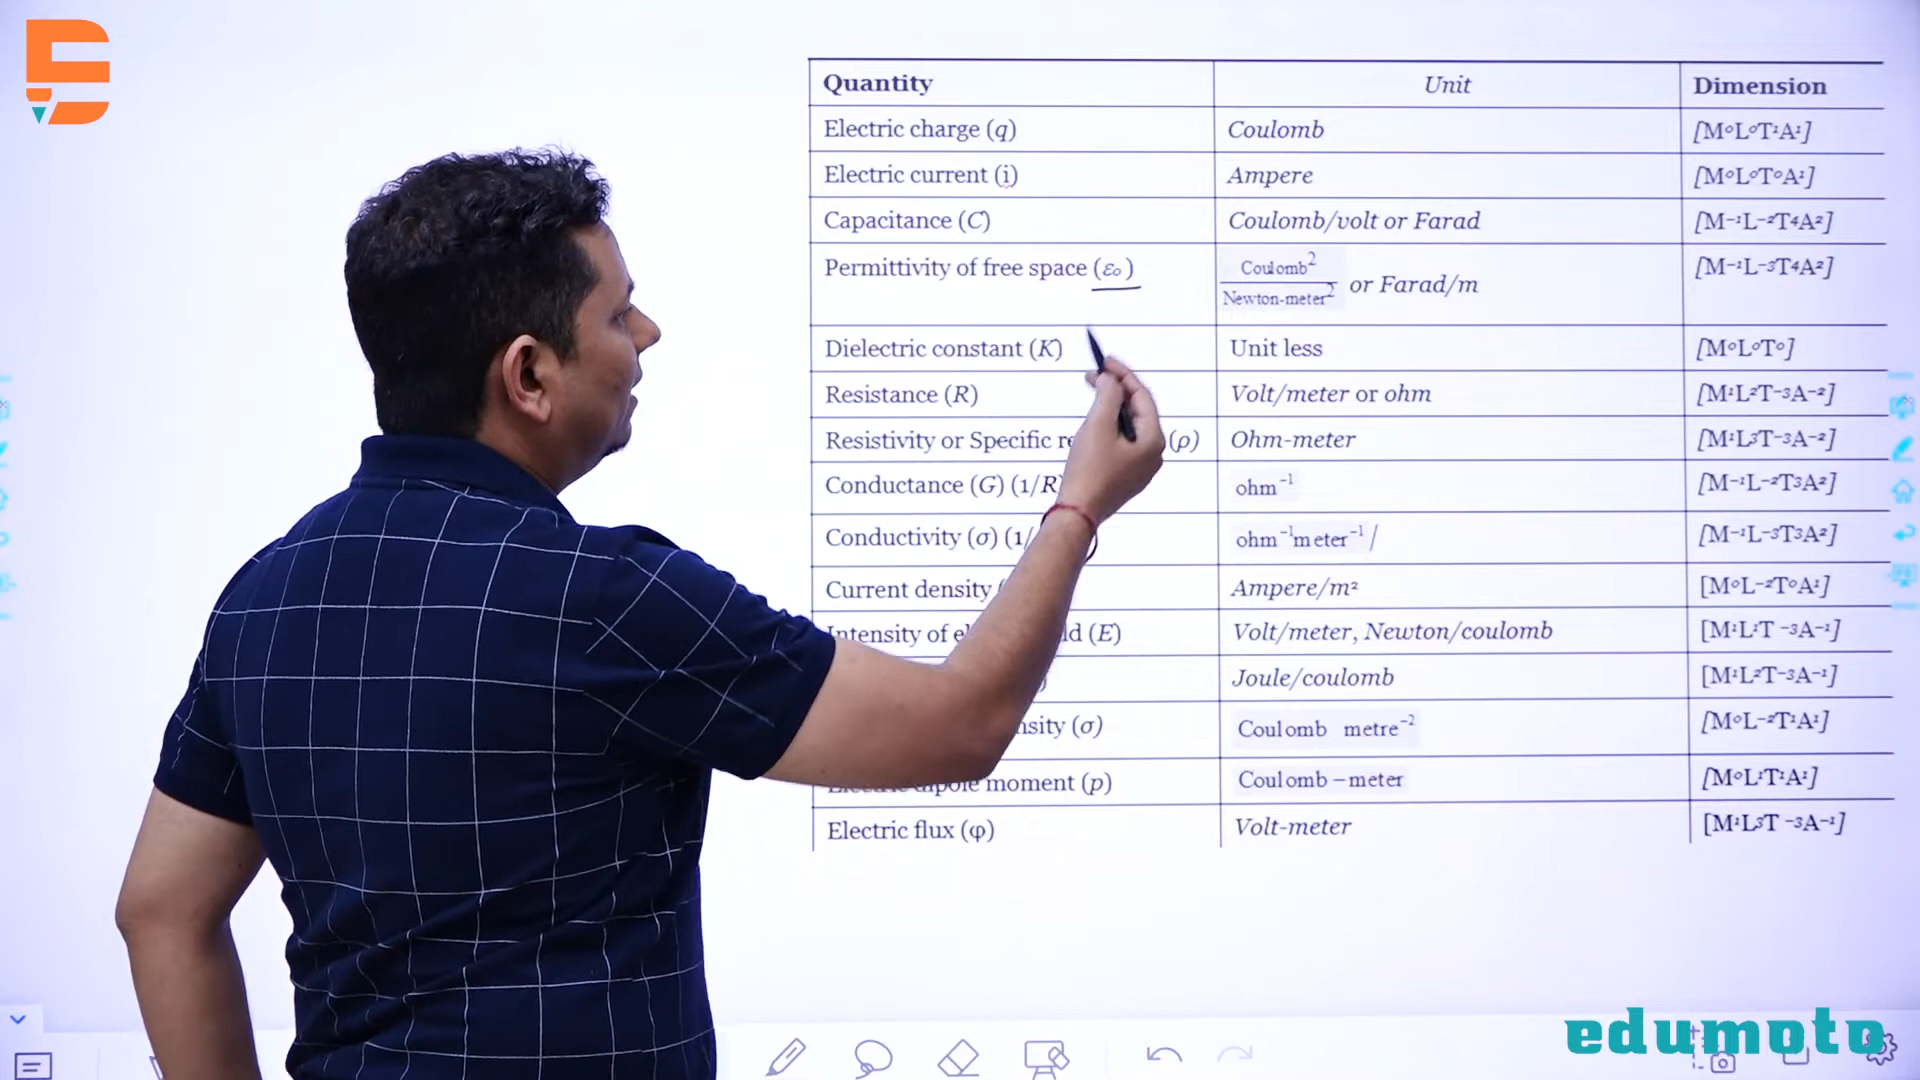 Quantity Unit Dimension
Electric charge (q) Coulomb [M⁰L⁰T¹A¹]
Electric current (i) Ampere [M⁰L⁰T⁰A¹]
Capacitance (C) Coulomb/volt or Farad [M⁻¹L⁻²T⁴A²]
Permittivity of free space (ε₀) Coulomb²/Newton-meter² or Farad/m [M⁻¹L⁻³T⁴A²]
Dielectric constant (K) Unit less [M⁰L⁰T⁰]
Resistance (R) Volt/meter or ohm [M¹L²T⁻³A⁻²]
Resistivity or Specific (ρ) Ohm-meter [M¹L³T⁻³A⁻²]
Conductance (G) (1/R Ohm⁻¹ [M⁻¹L⁻²T³A²]
Conductivity (σ) (1/ ohm⁻¹meter⁻¹/ [M⁻¹L⁻³T³A²]
Current density Ampere/m² [M⁰L⁻²T⁰A¹]
Intensity of (E) Volt/meter, Newton/coulomb [M¹L¹T⁻³A⁻¹]
Joule/coulomb [M¹L²T⁻³A⁻¹]
(σ) Coulomb metre⁻² [M⁰L⁻²T¹A¹]
moment (p) Coulomb–meter [M⁰L¹T¹A¹]
Electric flux (φ) Volt-meter [M¹L³T⁻³A⁻¹]
edumoto